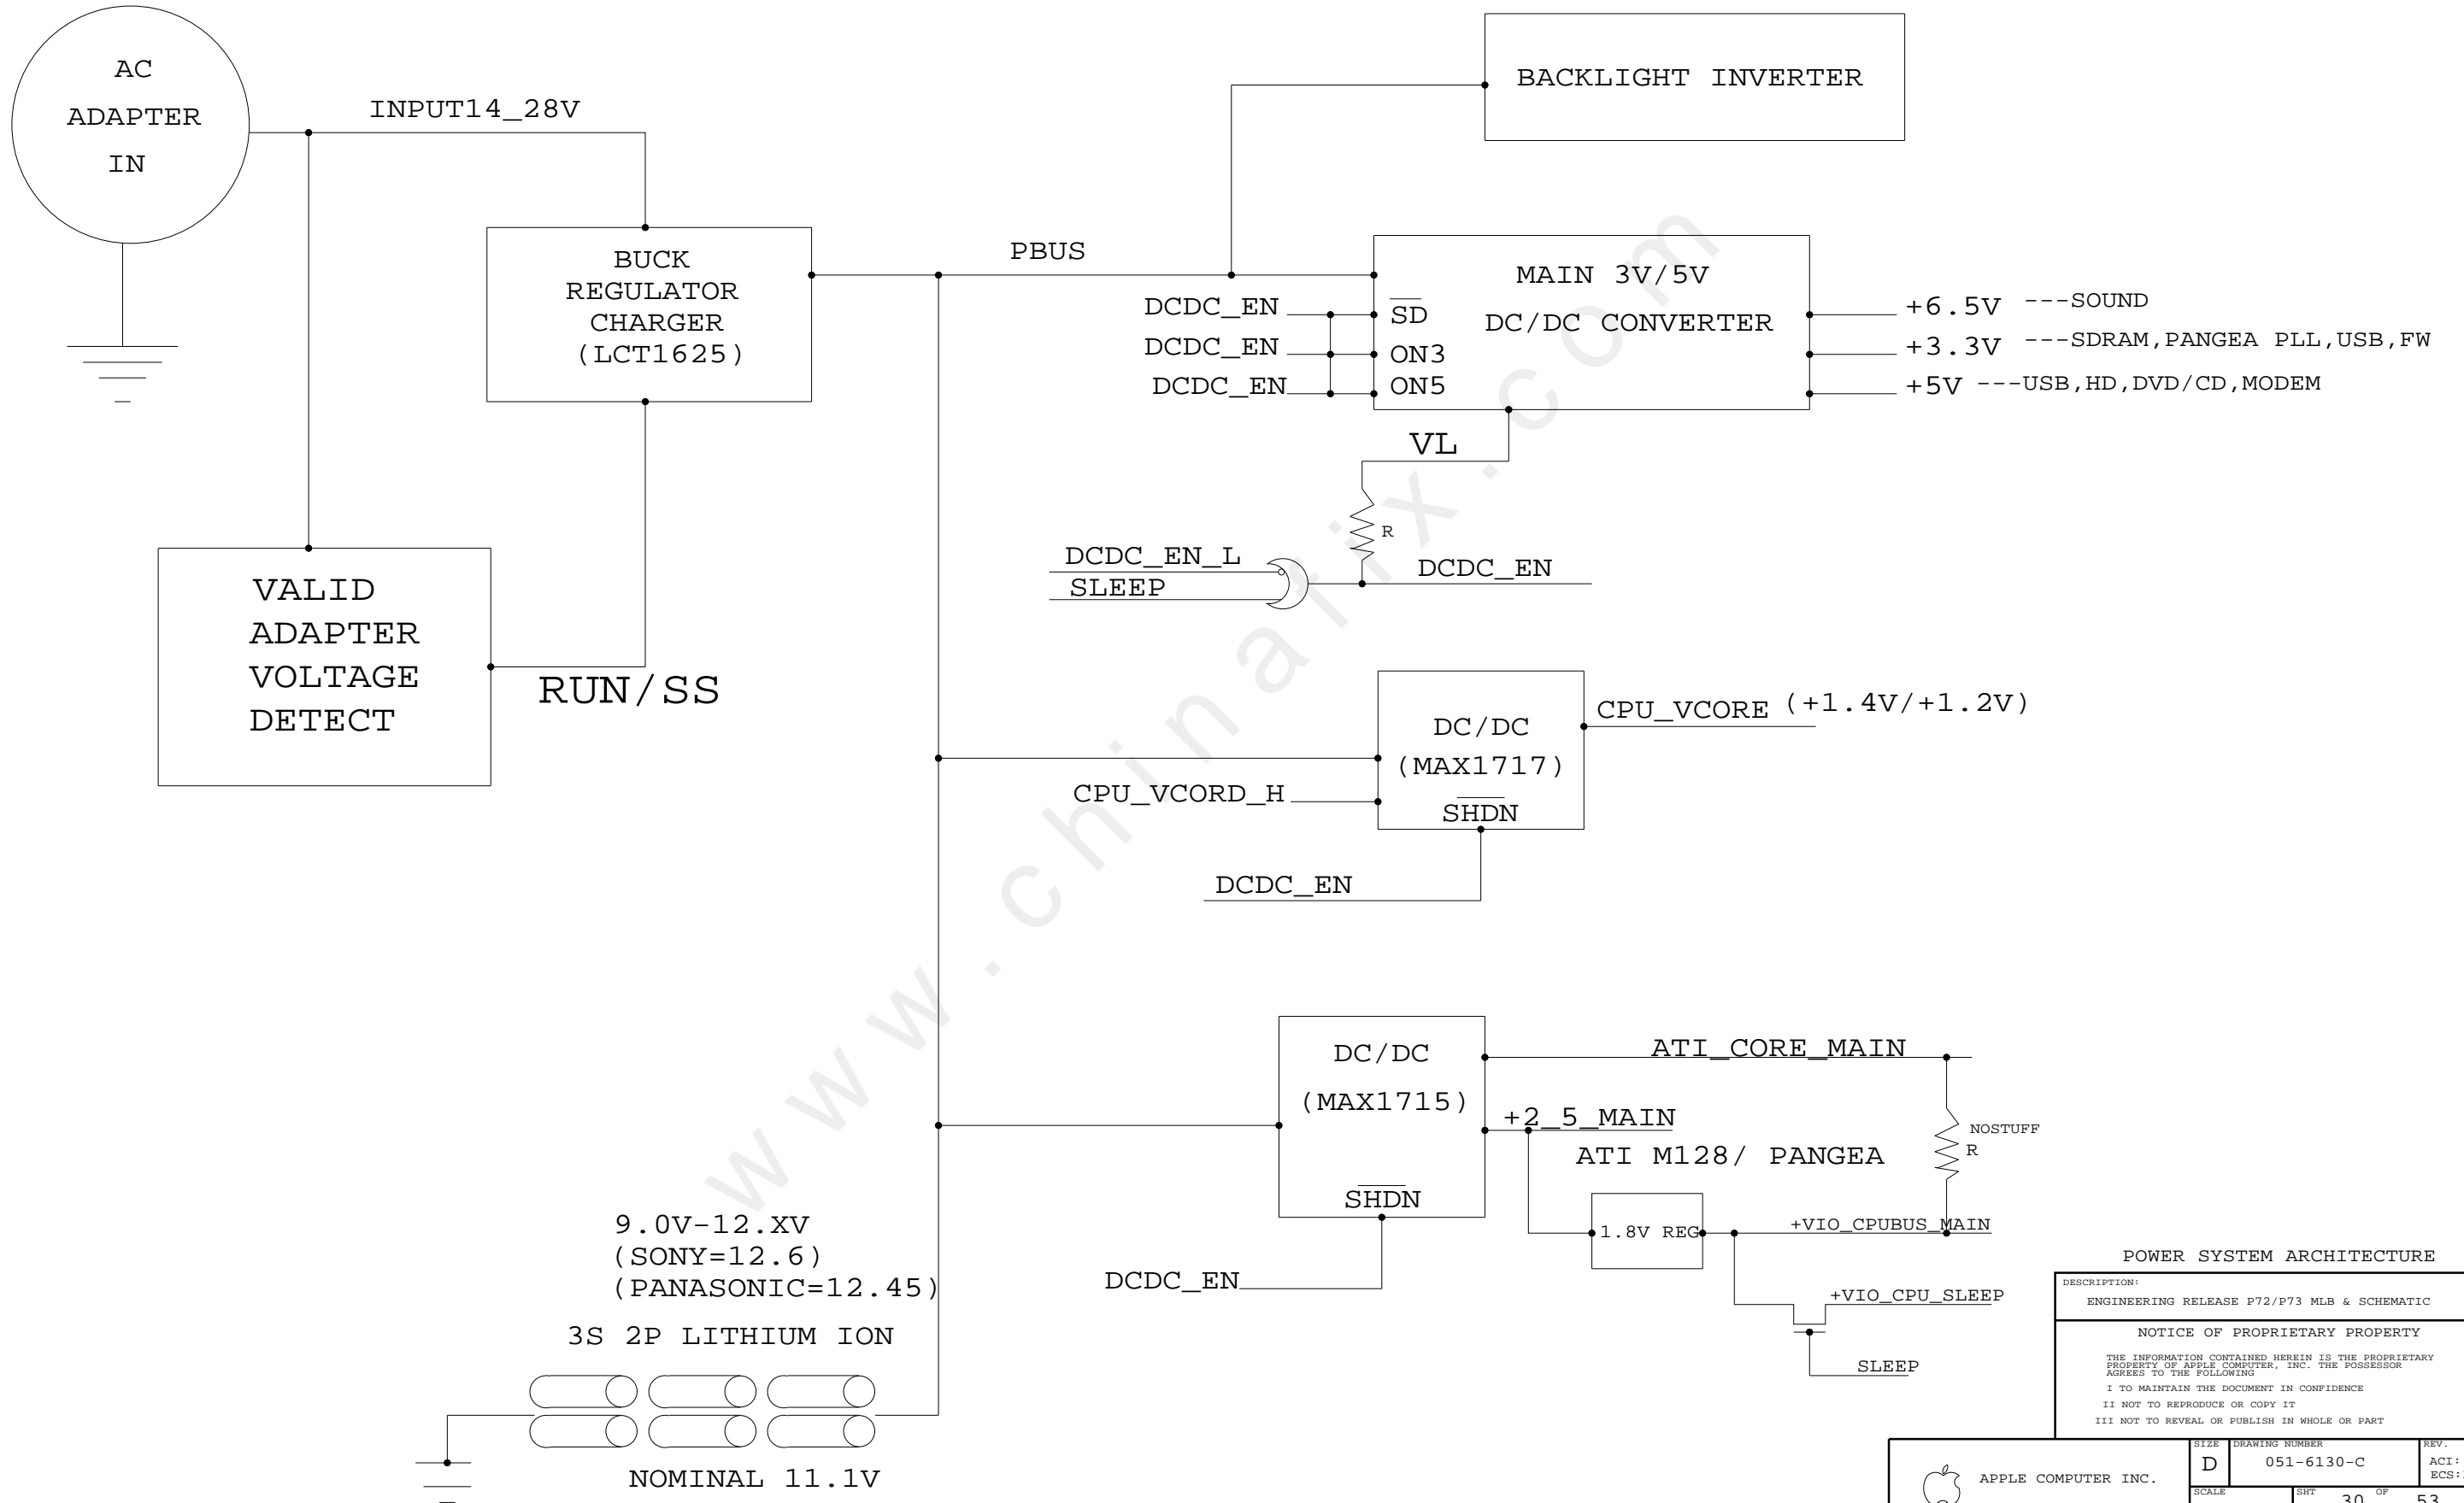 AC
ADAPTER
IN
INPUT14_28V
BACKLIGHT INVERTER
BUCK
REGULATOR
CHARGER
(LCT1625)
PBUS
MAIN 3V/5V
DC/DC CONVERTER
DCDC_EN
SD
DCDC_EN
ON3
DCDC_EN
ON5
+6.5V ---SOUND
+3.3V ---SDRAM,PANGEA PLL,USB,FW
+5V ---USB,HD,DVD/CD,MODEM
VL
R
DCDC_EN_L
SLEEP
DCDC_EN
VALID
ADAPTER
VOLTAGE
DETECT
RUN/SS
DC/DC
(MAX1717)
SHDN
CPU_VCORE (+1.4V/+1.2V)
CPU_VCORD_H
DCDC_EN
DC/DC
(MAX1715)
SHDN
ATI_CORE_MAIN
+2_5_MAIN
ATI M128/ PANGEA
NOSTUFF
R
1.8V REG
+VIO_CPUBUS_MAIN
+VIO_CPU_SLEEP
SLEEP
DCDC_EN
9.0V-12.XV
(SONY=12.6)
(PANASONIC=12.45)
3S 2P LITHIUM ION
NOMINAL 11.1V
www.chinafix.com
POWER SYSTEM ARCHITECTURE
DESCRIPTION:
ENGINEERING RELEASE P72/P73 MLB & SCHEMATIC
NOTICE OF PROPRIETARY PROPERTY
THE INFORMATION CONTAINED HEREIN IS THE PROPRIETARY
PROPERTY OF APPLE COMPUTER, INC. THE POSSESSOR
AGREES TO THE FOLLOWING
I TO MAINTAIN THE DOCUMENT IN CONFIDENCE
II NOT TO REPRODUCE OR COPY IT
III NOT TO REVEAL OR PUBLISH IN WHOLE OR PART
APPLE COMPUTER INC.
SIZE
D
DRAWING NUMBER
051-6130-C
REV.
ACI:
ECS:
SCALE
SHT 30 OF 53